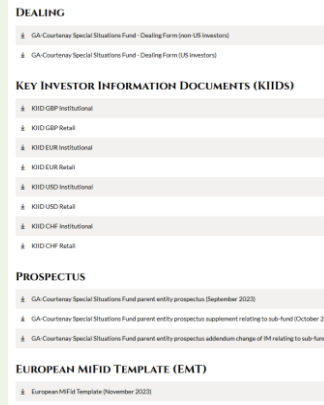 DEALING
GA-Courtenay Special Situations Fund - Dealing Form (non-US investors)
GA-Courtenay Special Situations Fund - Dealing Form (US investors)
KEY INVESTOR INFORMATION DOCUMENTS (KIIDS)
KIID GBP Institutional
KIID GBP Retail
KIID EUR Institutional
KIID EUR Retail
KIID USD Institutional
KIID USD Retail
KIID CHF Institutional
KIID CHF Retail
PROSPECTUS
GA-Courtenay Special Situations Fund parent entity prospectus (September 2023)
GA-Courtenay Special Situations Fund parent entity prospectus supplement relating to sub-fund (October 2
GA-Courtenay Special Situations Fund parent entity prospectus addendum change of IM relating to sub-fun
EUROPEAN MIFID TEMPLATE (EMT)
European MiFid Template (November 2023)